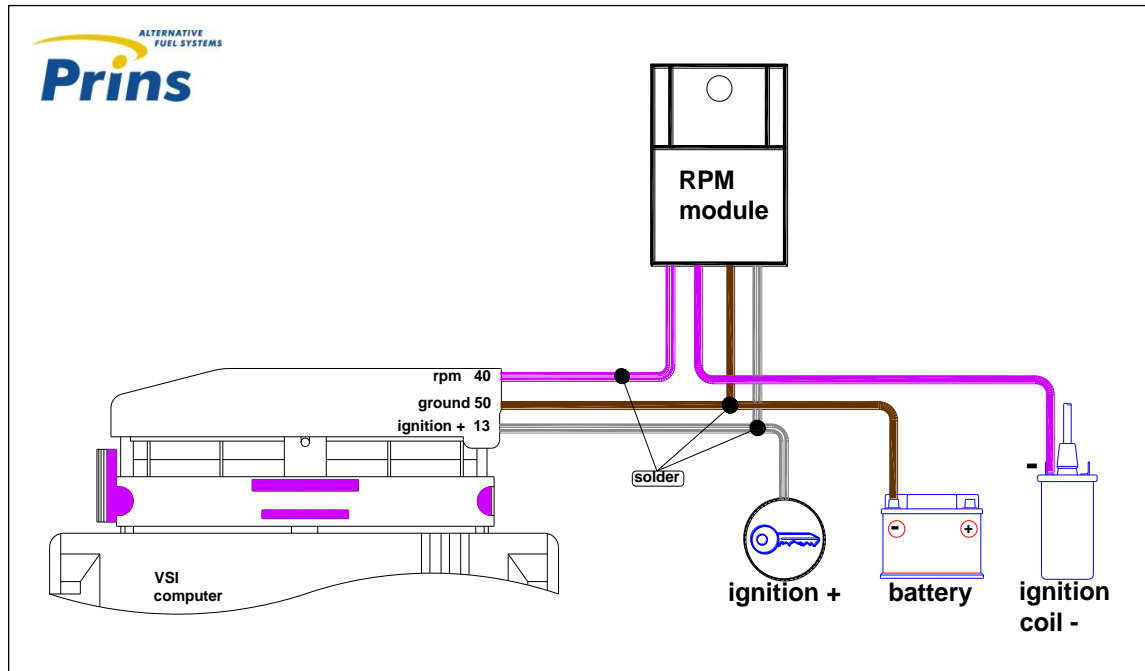 ALTERNATIVE
FUEL SYSTEMS
Prins
RPM
module
rpm 40
ground 50
ignition + 13
solder
-
- +
VSI
computer
ignition +
battery
ignition
coil -